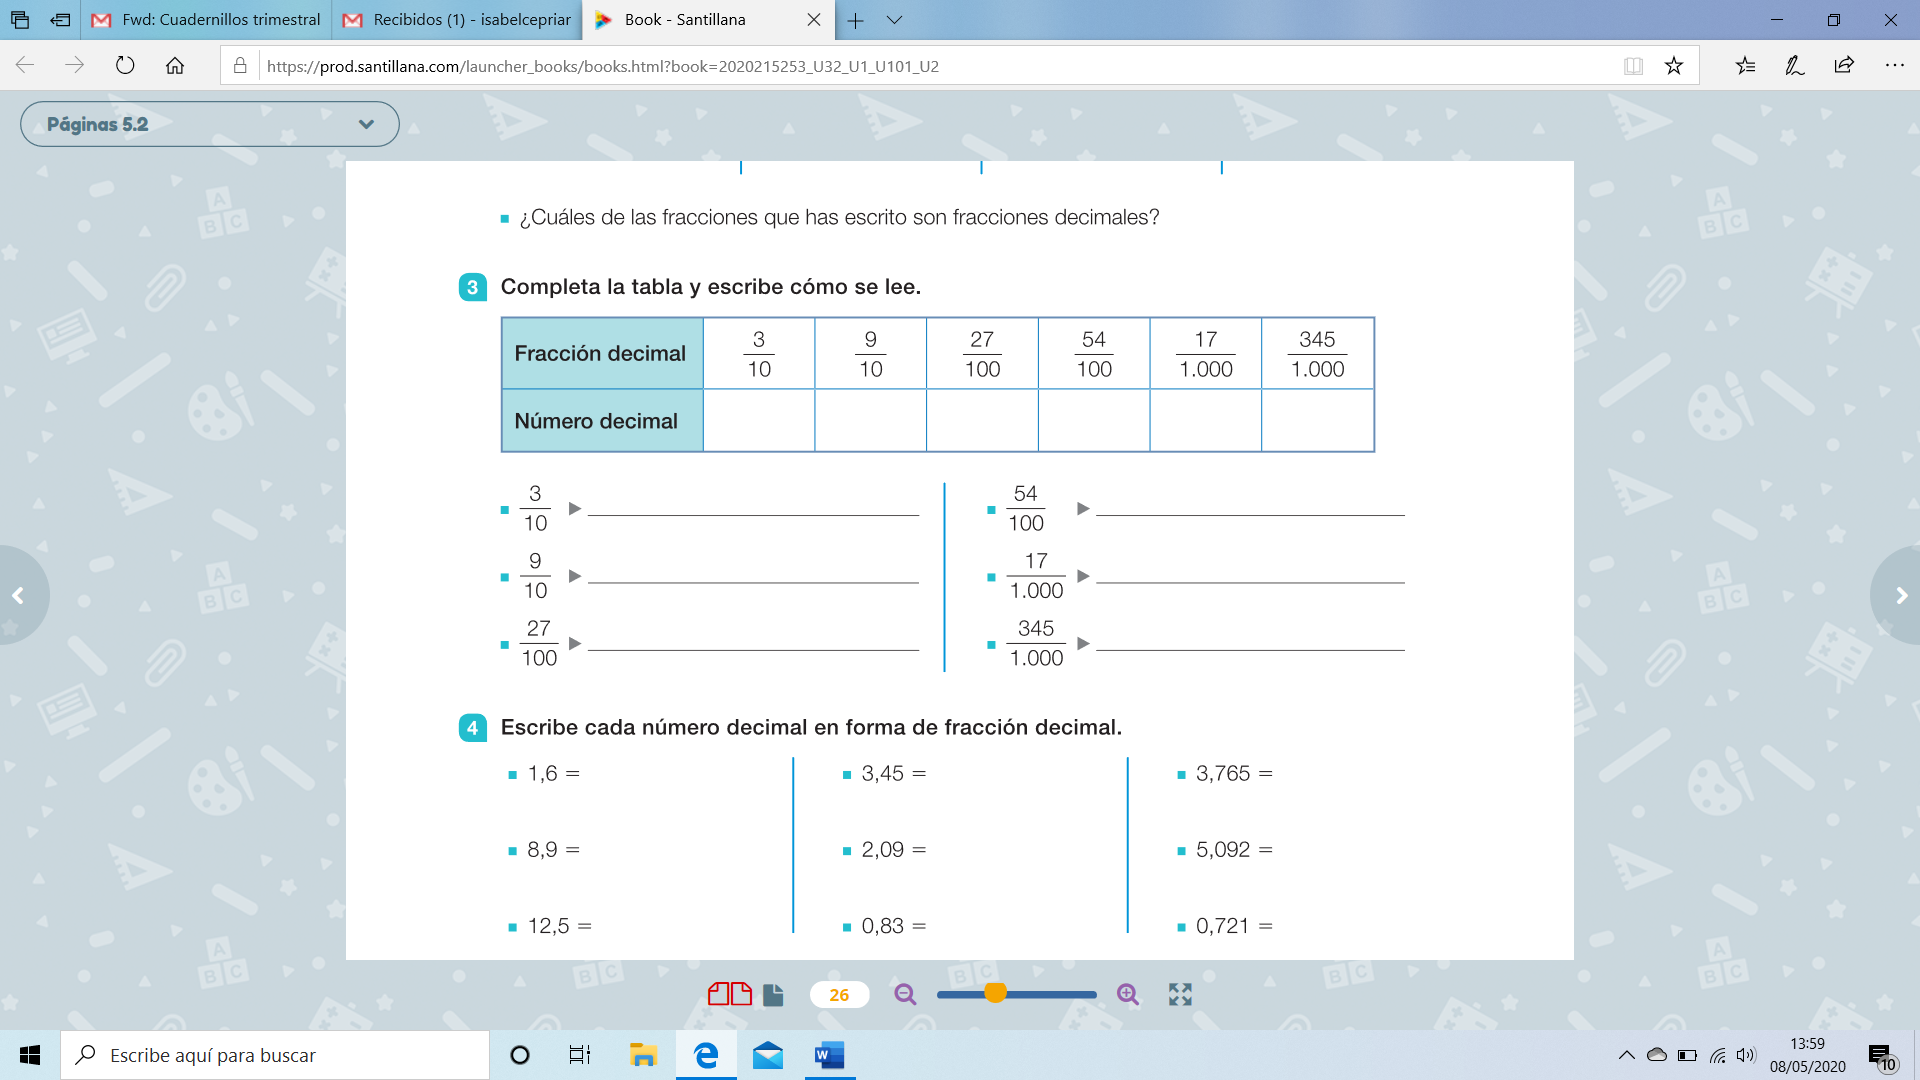 Fwd: Cuadernillos trimestral
Recibidos (1) - isabelcepriar
Book - Santillana
https://prod.santillana.com/launcher_books/books.html?book=2020215253_U32_U1_U101_U2
Páginas 5.2
¿Cuáles de las fracciones que has escrito son fracciones decimales?
3 Completa la tabla y escribe cómo se lee.
Fracción decimal 3/10 9/10 27/100 54/100 17/1.000 345/1.000
Número decimal
3/10 54/100
9/10 17/1.000
27/100 345/1.000
4 Escribe cada número decimal en forma de fracción decimal.
1,6 = 3,45 = 3,765 =
8,9 = 2,09 = 5,092 =
12,5 = 0,83 = 0,721 =
26
Escribe aquí para buscar
13:59
08/05/2020
10